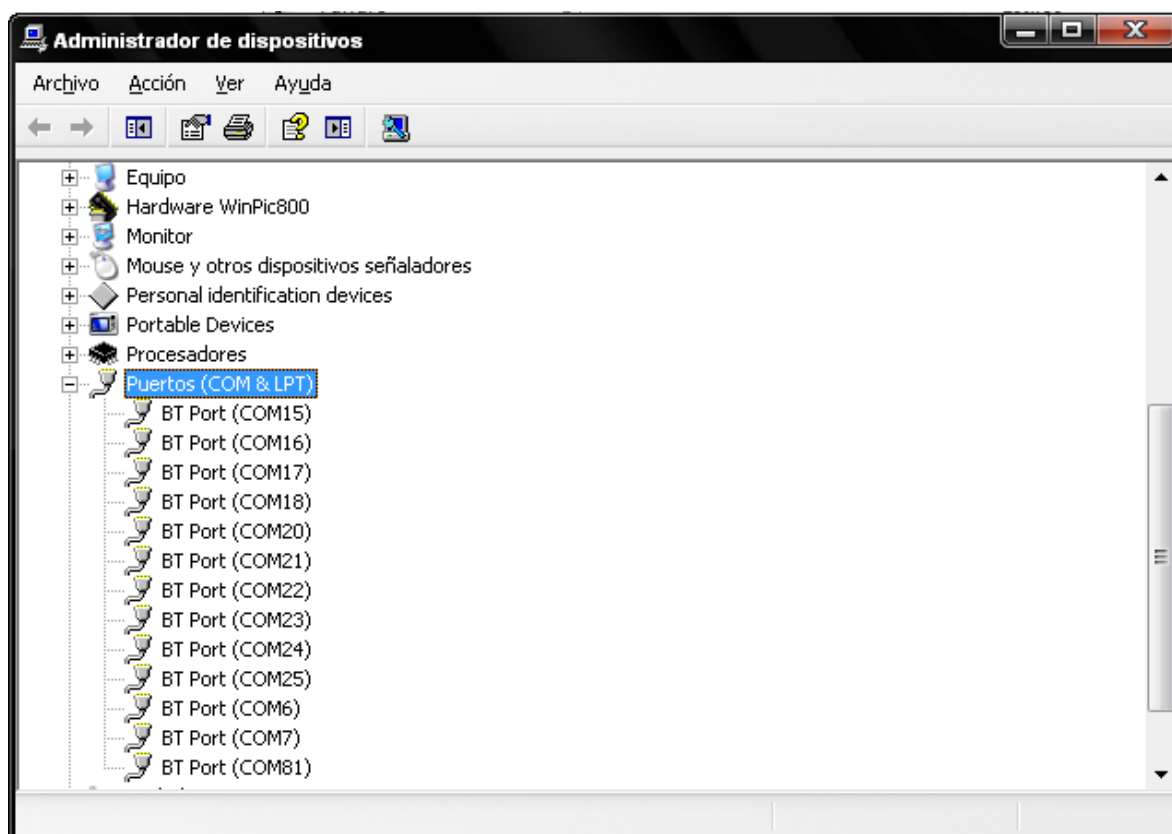 Administrador de dispositivos
Archivo Acción Ver Ayuda
Equipo
Hardware WinPic800
Monitor
Mouse y otros dispositivos señaladores
Personal identification devices
Portable Devices
Procesadores
Puertos (COM & LPT)
BT Port (COM15)
BT Port (COM16)
BT Port (COM17)
BT Port (COM18)
BT Port (COM20)
BT Port (COM21)
BT Port (COM22)
BT Port (COM23)
BT Port (COM24)
BT Port (COM25)
BT Port (COM6)
BT Port (COM7)
BT Port (COM81)